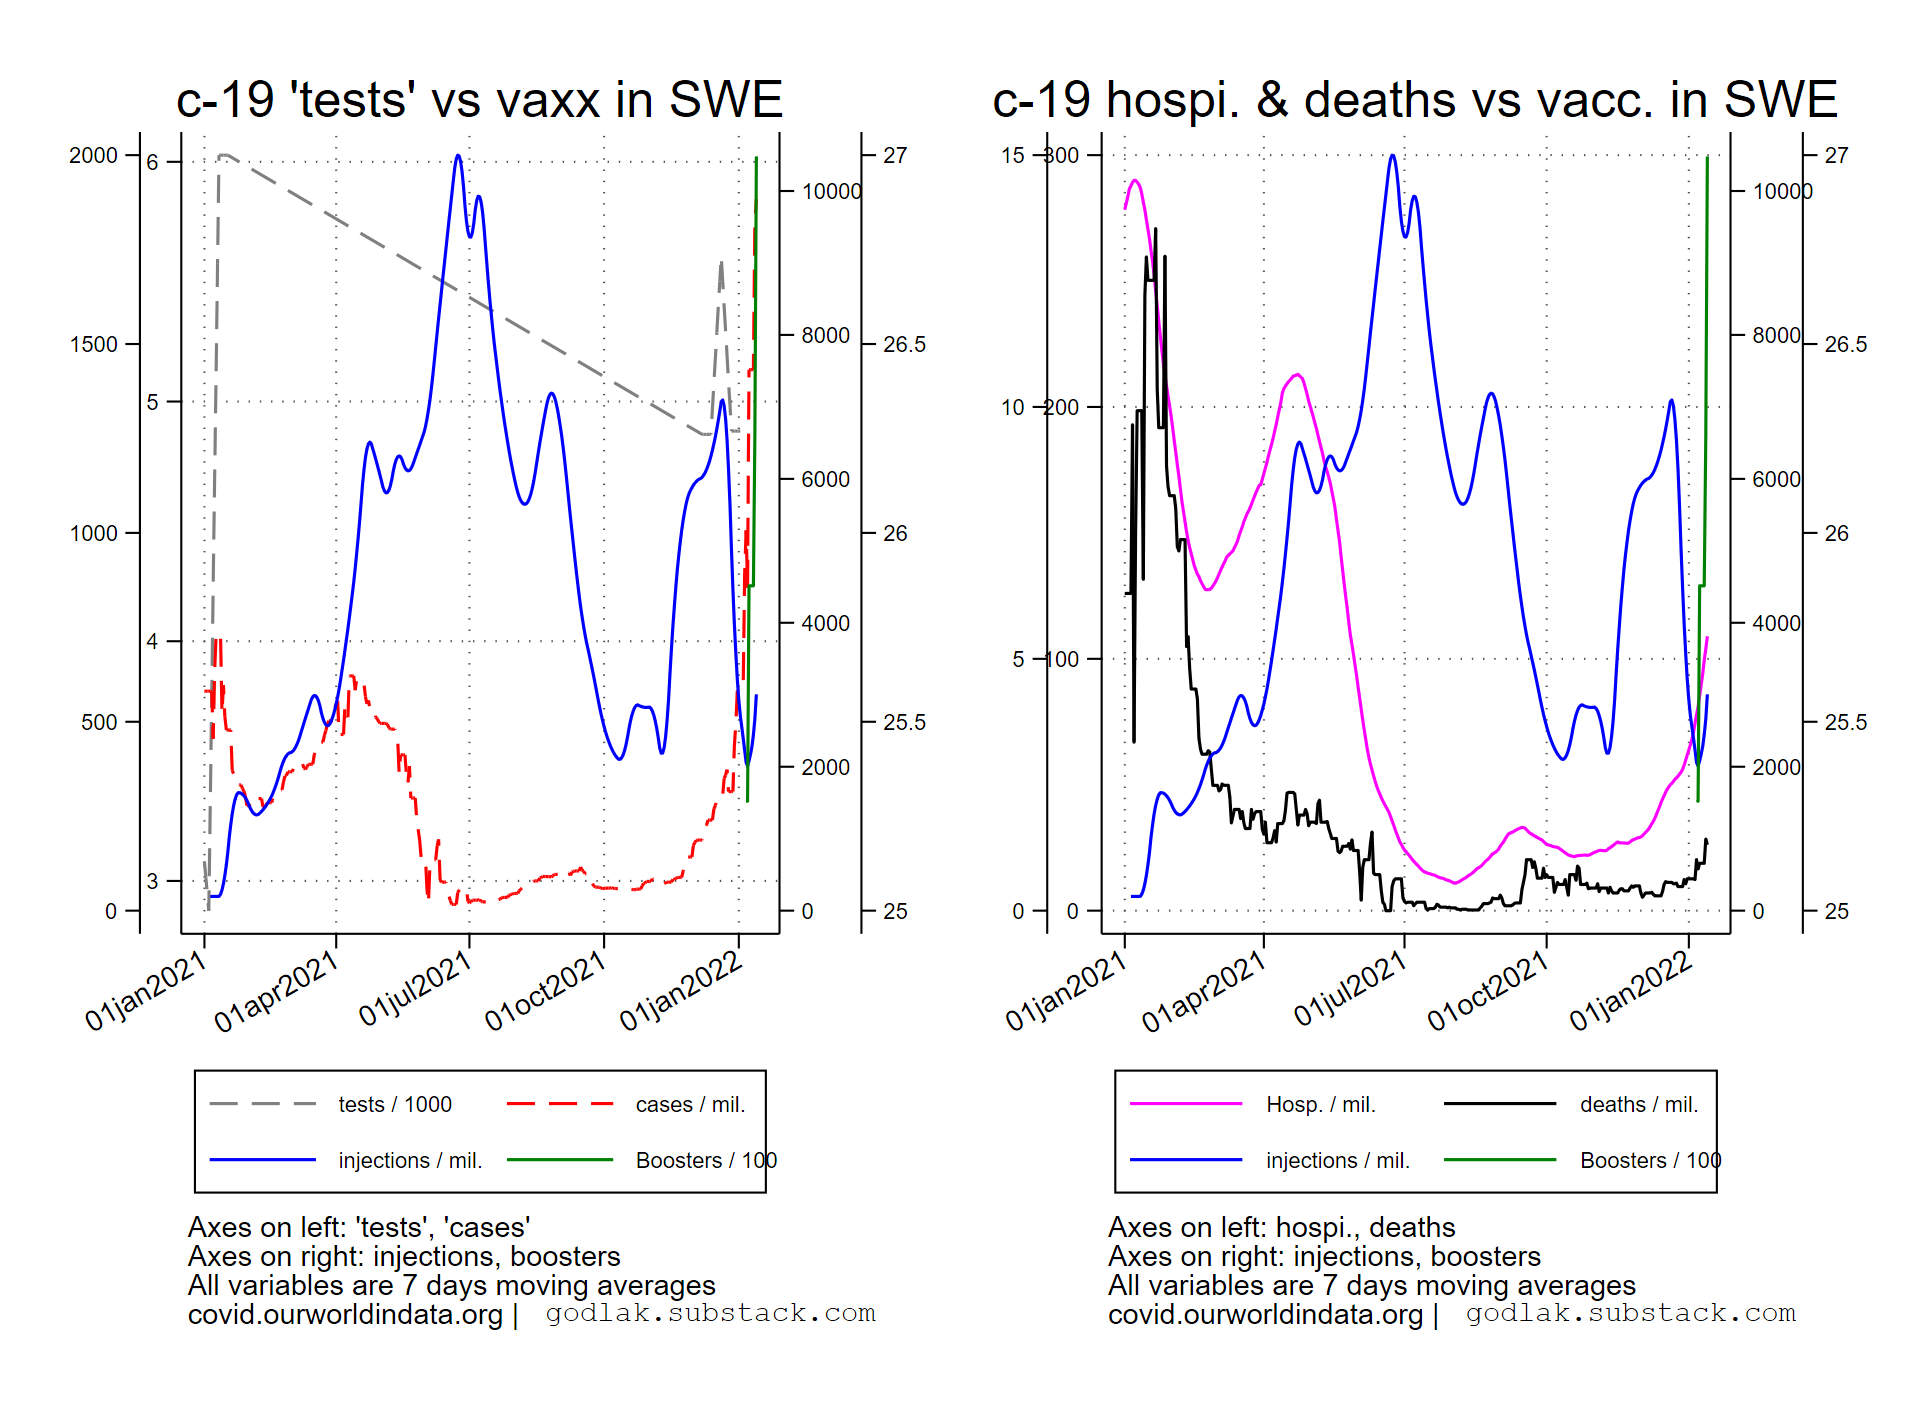 c-19 'tests' vs vaxx in SWE
2000
1500
1000
500
0
6
5
4
3
10000
8000
6000
4000
2000
0
27
26.5
26
25.5
25
01jan2021
01apr2021
01jul2021
01oct2021
01jan2022
tests / 1000
cases / mil.
injections / mil.
Boosters / 100
Axes on left: 'tests', 'cases'
Axes on right: injections, boosters
All variables are 7 days moving averages
covid.ourworldindata.org | godlak.substack.com
c-19 hospi. & deaths vs vacc. in SWE
15
10
5
0
300
200
100
0
10000
8000
6000
4000
2000
0
27
26.5
26
25.5
25
01jan2021
01apr2021
01jul2021
01oct2021
01jan2022
Hosp. / mil.
deaths / mil.
injections / mil.
Boosters / 100
Axes on left: hospi., deaths
Axes on right: injections, boosters
All variables are 7 days moving averages
covid.ourworldindata.org | godlak.substack.com